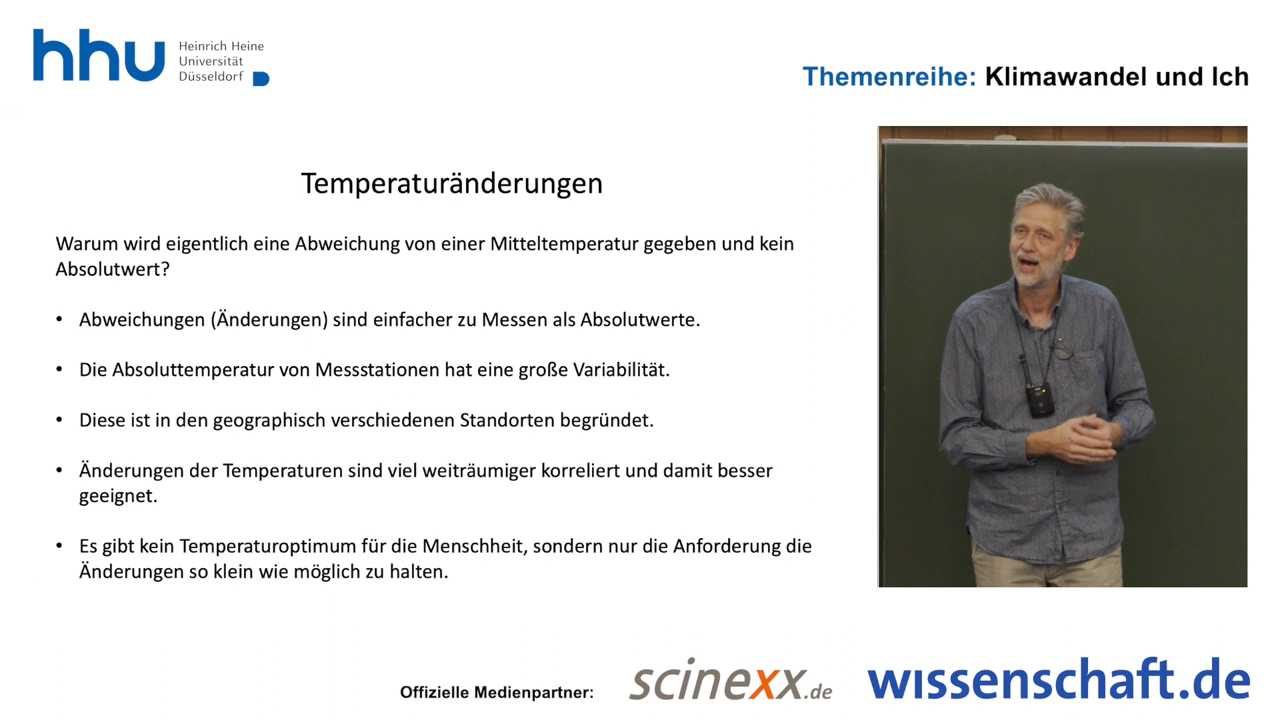 hhu
Heinrich Heine
Universität
Düsseldorf
Themenreihe: Klimawandel und Ich
Temperaturänderungen
Warum wird eigentlich eine Abweichung von einer Mitteltemperatur gegeben und kein
Absolutwert?
• Abweichungen (Änderungen) sind einfacher zu Messen als Absolutwerte.
• Die Absoluttemperatur von Messstationen hat eine große Variabilität.
• Diese ist in den geographisch verschiedenen Standorten begründet.
• Änderungen der Temperaturen sind viel weiträumiger korreliert und damit besser
geeignet.
• Es gibt kein Temperaturoptimum für die Menschheit, sondern nur die Anforderung die
Änderungen so klein wie möglich zu halten.
Offizielle Medienpartner:
scinexx.de
wissenschaft.de